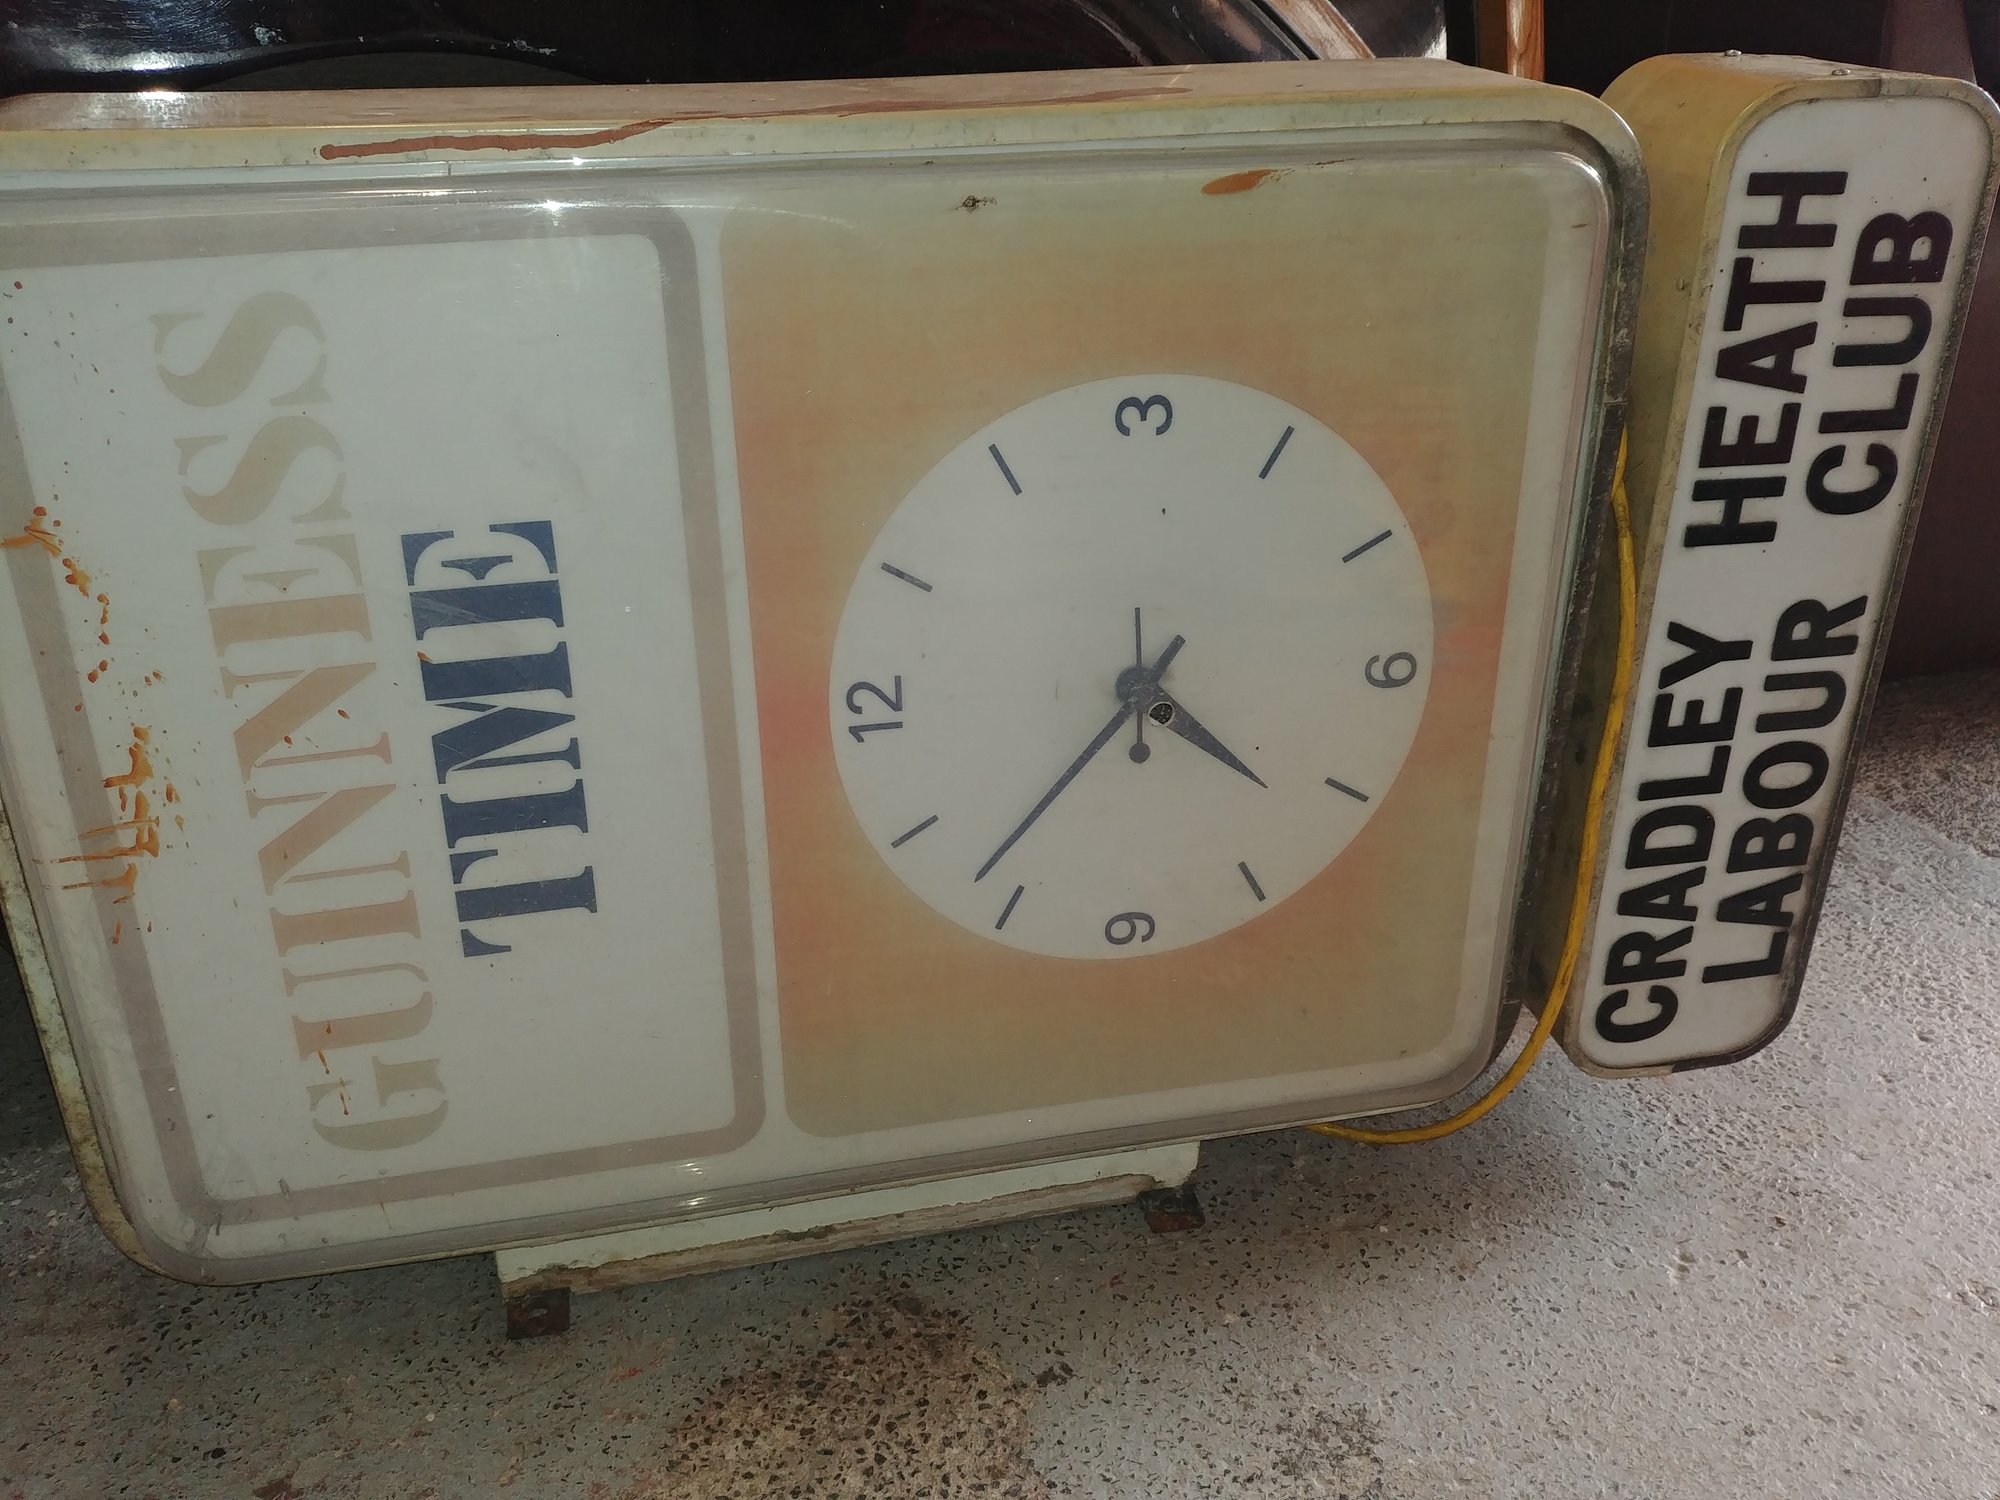 GUINNESS
TIME
12
3
6
9
CRADLEY HEATH
LABOUR CLUB